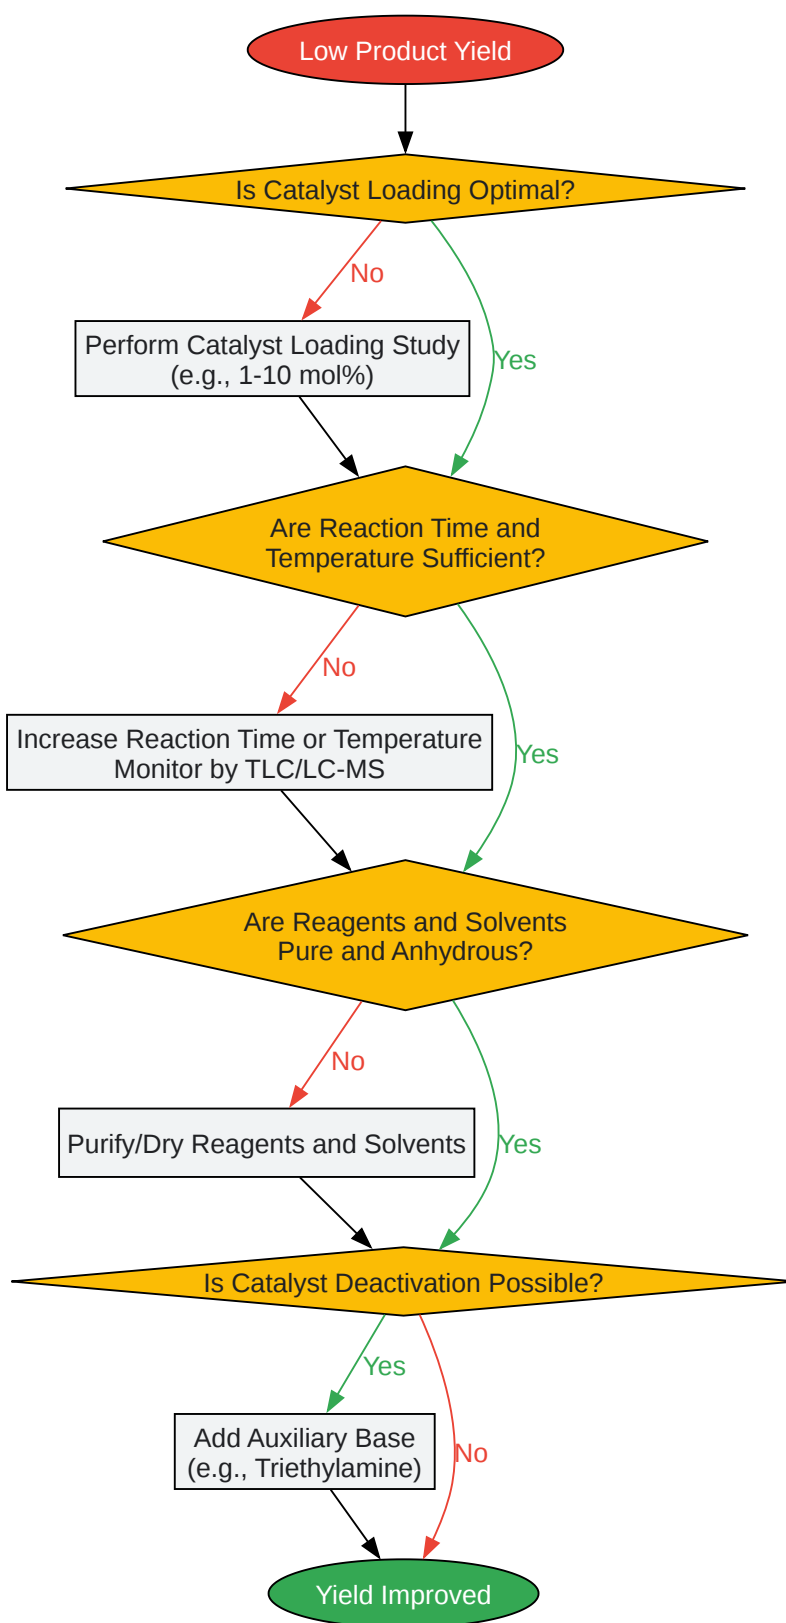 Low Product Yield
Is Catalyst Loading Optimal?
No
Perform Catalyst Loading Study
(e.g., 1-10 mol%)
Yes
Are Reaction Time and
Temperature Sufficient?
No
Increase Reaction Time or Temperature
Monitor by TLC/LC-MS
Yes
Are Reagents and Solvents
Pure and Anhydrous?
No
Purify/Dry Reagents and Solvents
Yes
Is Catalyst Deactivation Possible?
Yes
Add Auxiliary Base
(e.g., Triethylamine)
No
Yield Improved